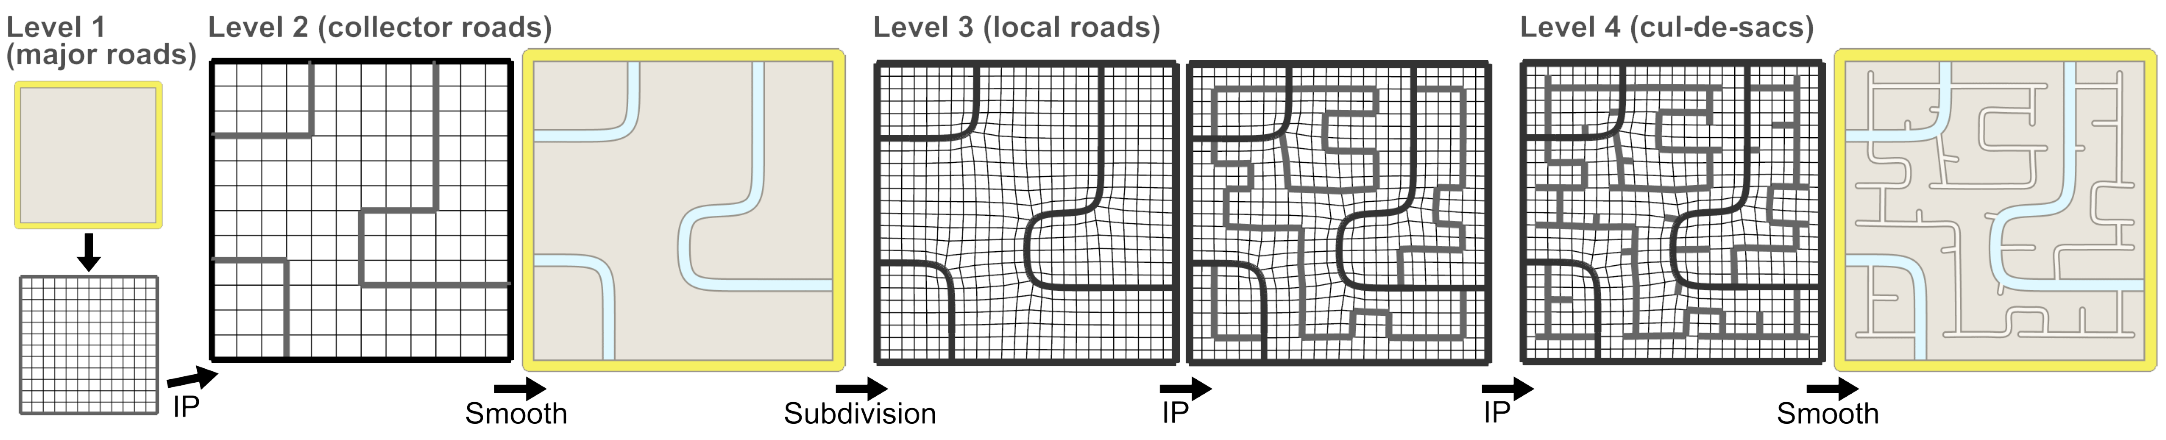 Level 1
(major roads)
Level 2 (collector roads)
Level 3 (local roads)
Level 4 (cul-de-sacs)
IP
Smooth
Subdivision
IP
IP
Smooth